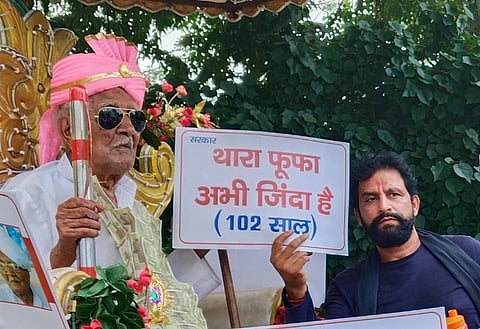 सरकार
थारा फूफा
अभी जिंदा है
(102 साल)